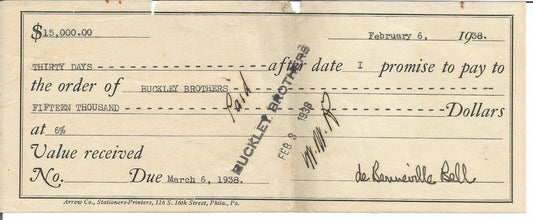 $15,000.00 February 6, 1938.
THIRTY DAYS after date I promise to pay to
the order of BUCKLEY BROTHERS
FIFTEEN THOUSAND Dollars
at 6%
Value received
No. Due March 6, 1938.
Paid
BUCKLEY BROTHERS
FEB 8 1938
de Benneville Bell
Arrow Co., Stationers-Printers, 116 S. 16th Street, Phila., Pa.